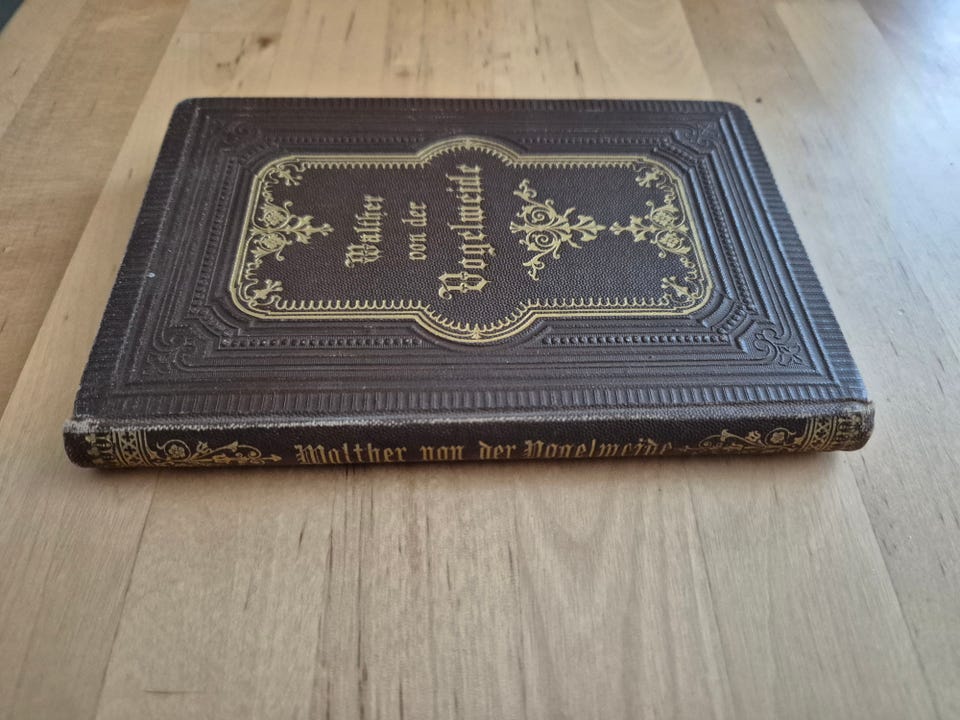 Walther
von der
Vogelweide
Walther von der Vogelweide